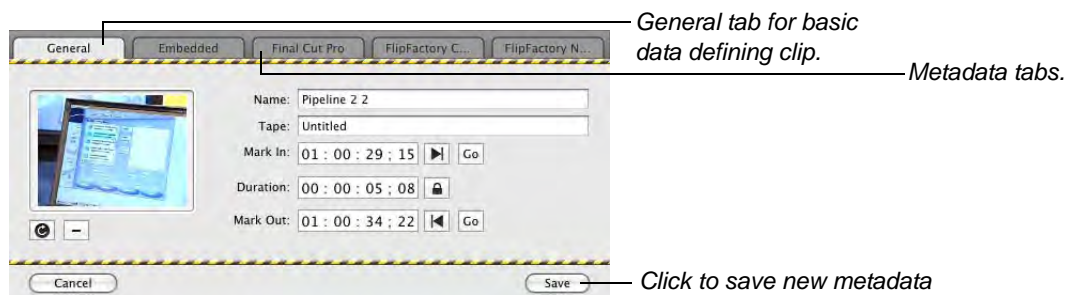 General tab for basic
data defining clip.
General Embedded Final Cut Pro FlipFactory C... FlipFactory N...
Metadata tabs.
Name: Pipeline 2 2
Tape: Untitled
Mark In: 01 : 00 : 29 ; 15 Go
Duration: 00 : 00 : 05 ; 08
Mark Out: 01 : 00 : 34 ; 22 Go
Cancel Save Click to save new metadata